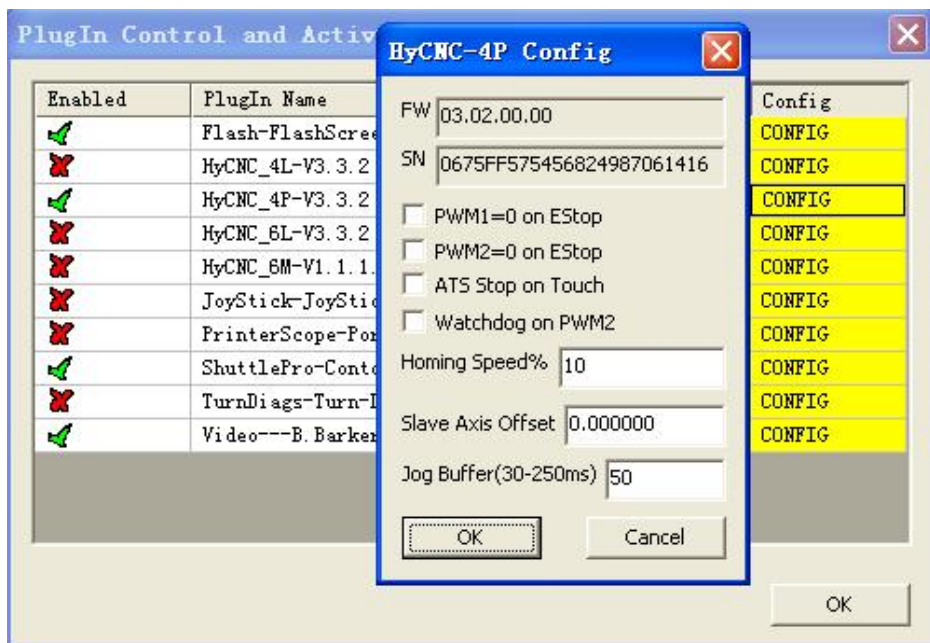 PlugIn Control and Activ
Enabled PlugIn Name Config
Flash-FlashScree CONFIG
HyCNC_4L-V3.3.2 CONFIG
HyCNC_4P-V3.3.2 CONFIG
HyCNC_6L-V3.3.2 CONFIG
HyCNC_6M-V1.1.1. CONFIG
JoyStick-JoyStic CONFIG
PrinterScope-Por CONFIG
ShuttlePro-Conto CONFIG
TurnDiags-Turn-D CONFIG
Video---B.Barker CONFIG
OK
HyCNC-4P Config
FW 03.02.00.00
SN 0675FF575456824987061416
PWM1=0 on EStop
PWM2=0 on EStop
ATS Stop on Touch
Watchdog on PWM2
Homing Speed% 10
Slave Axis Offset 0.000000
Jog Buffer(30-250ms) 50
OK Cancel